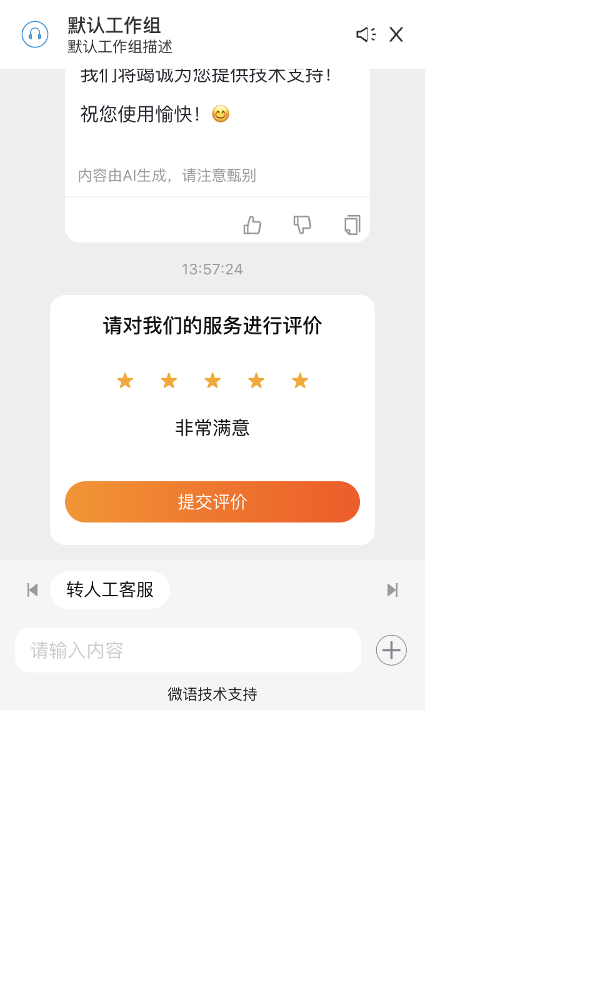 默认工作组
默认工作组描述
我们将竭诚为您提供技术支持！
祝您使用愉快！😊
内容由AI生成，请注意甄别
13:57:24
请对我们的服务进行评价
非常满意
提交评价
转人工客服
请输入内容
微语技术支持